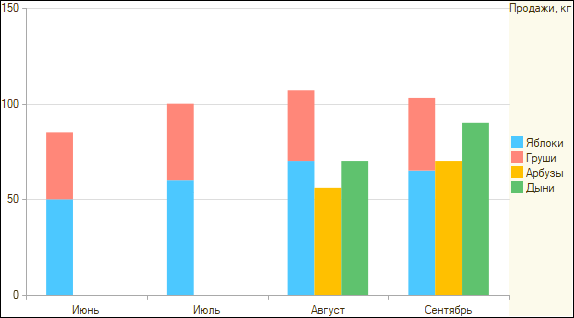 150
100
50
0
Июнь
Июль
Август
Сентябрь
Продажи, кг
Яблоки
Груши
Арбузы
Дыни